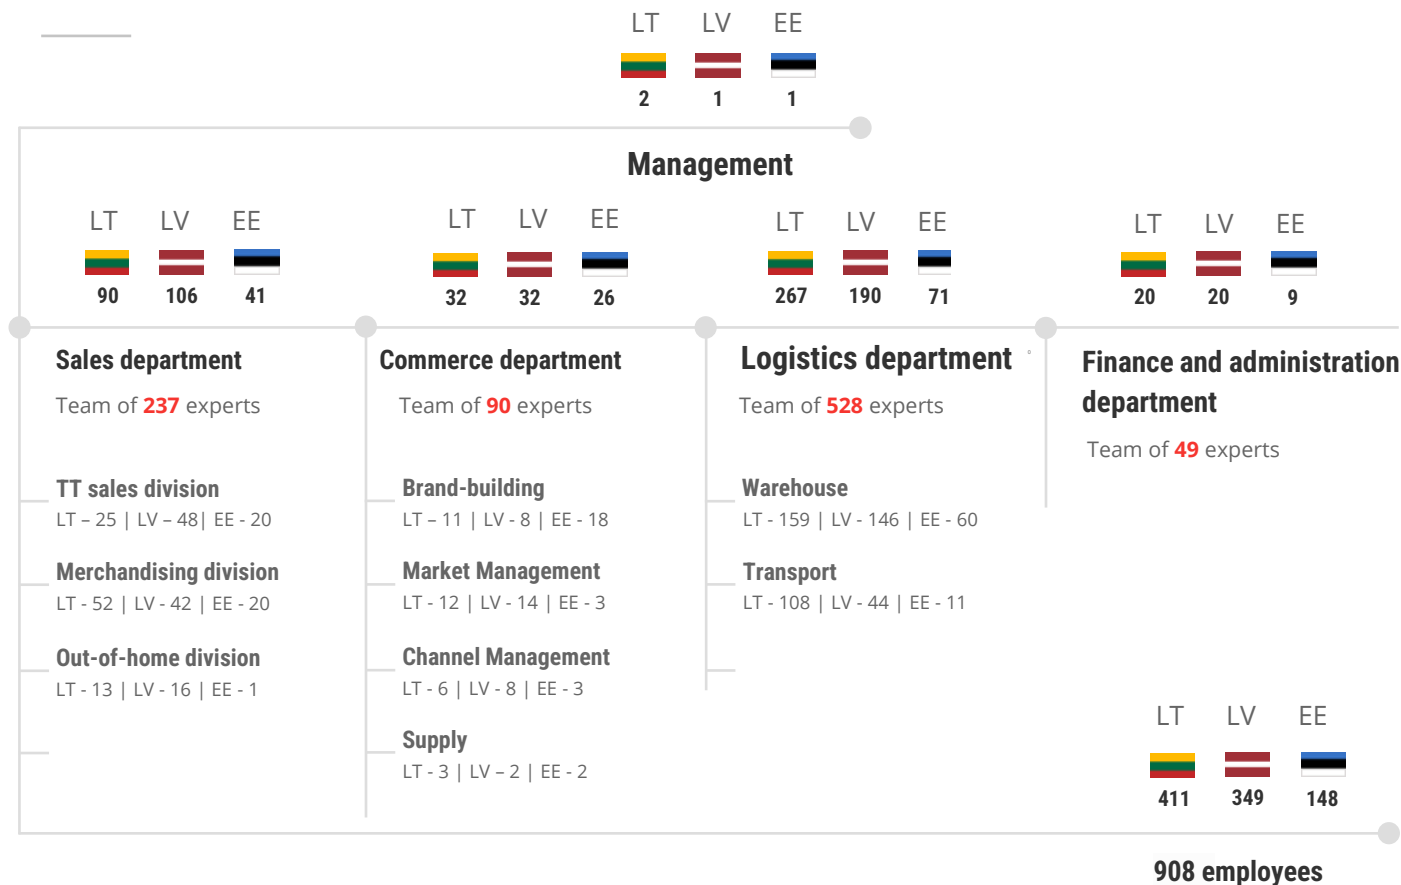 LT LV EE
2 1 1
Management
LT LV EE
90 106 41
LT LV EE
32 32 26
LT LV EE
267 190 71
LT LV EE
20 20 9
Sales department
Team of 237 experts
TT sales division
LT – 25 | LV – 48| EE - 20
Merchandising division
LT - 52 | LV - 42 | EE - 20
Out-of-home division
LT - 13 | LV - 16 | EE - 1
Commerce department
Team of 90 experts
Brand-building
LT – 11 | LV - 8 | EE - 18
Market Management
LT - 12 | LV - 14 | EE - 3
Channel Management
LT - 6 | LV - 8 | EE - 3
Supply
LT - 3 | LV – 2 | EE - 2
Logistics department
Team of 528 experts
Warehouse
LT - 159 | LV - 146 | EE - 60
Transport
LT - 108 | LV - 44 | EE - 11
Finance and administration
department
Team of 49 experts
LT LV EE
411 349 148
908 employees